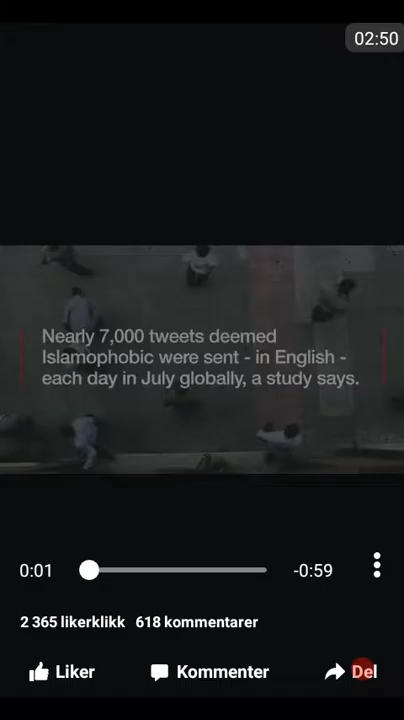 02:50
Nearly 7,000 tweets deemed
Islamophobic were sent - in English -
each day in July globally, a study says.
0:01 -0:59
2 365 likerklikk 618 kommentarer
Liker Kommenter Del